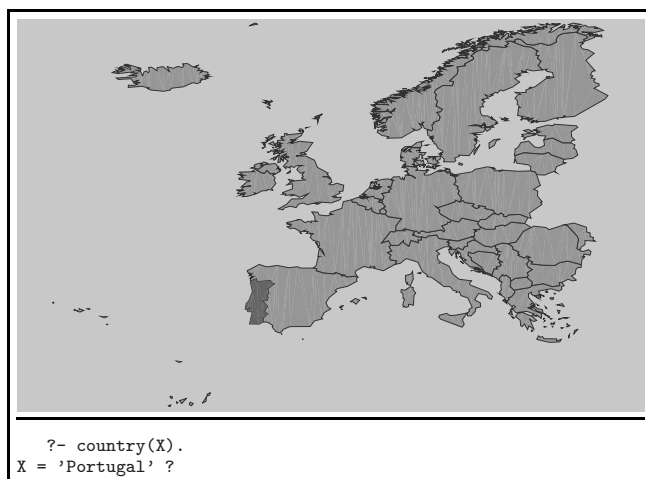 ?- country(X).
X = ’Portugal’ ?